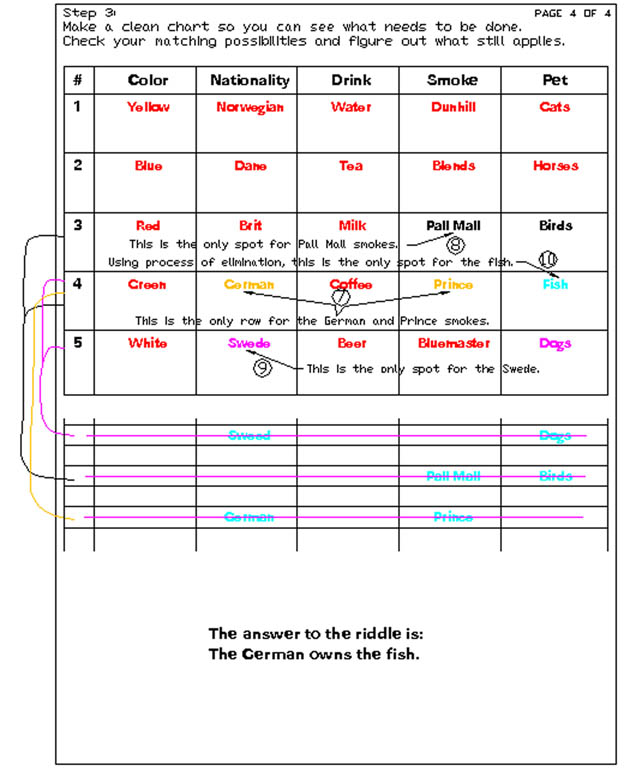 Step 3:
PAGE 4 OF 4
Make a clean chart so you can see what needs to be done.
Check your matching possibilities and figure out what still applies.
# Color Nationality Drink Smoke Pet
1 Yellow Norwegian Water Dunhill Cats
2 Blue Dane Tea Blends Horses
3 Red Brit Milk Pall Mall Birds
This is the only spot for Pall Mall smokes. 8
Using process of elimination, this is the only spot for the fish. 10
4 Green German Coffee Prince Fish
7
This is the only row for the German and Prince smokes.
5 White Swede Beer Bluemaster Dogs
9 This is the only spot for the Swede.
Swead Dogs
Pall Mall Birds
German Prince
The answer to the riddle is:
The German owns the fish.